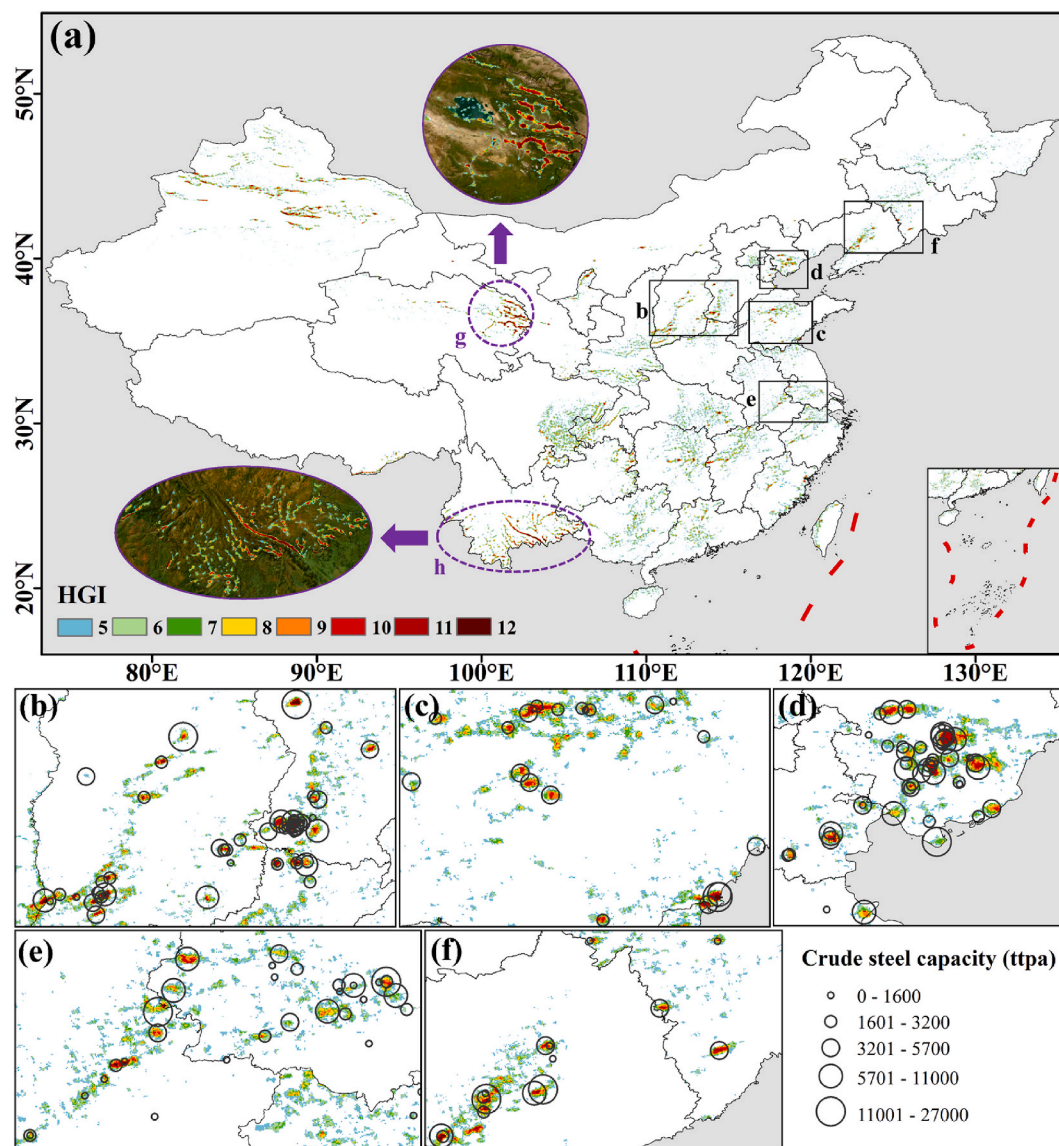 (a)
50°N
40°N
30°N
20°N
b
c
d
e
f
g
h
HGI
5 6 7 8 9 10 11 12
80°E 90°E 100°E 110°E 120°E 130°E
(b) (c) (d)
(e) (f)
Crude steel capacity (ttpa)
0 - 1600
1601 - 3200
3201 - 5700
5701 - 11000
11001 - 27000